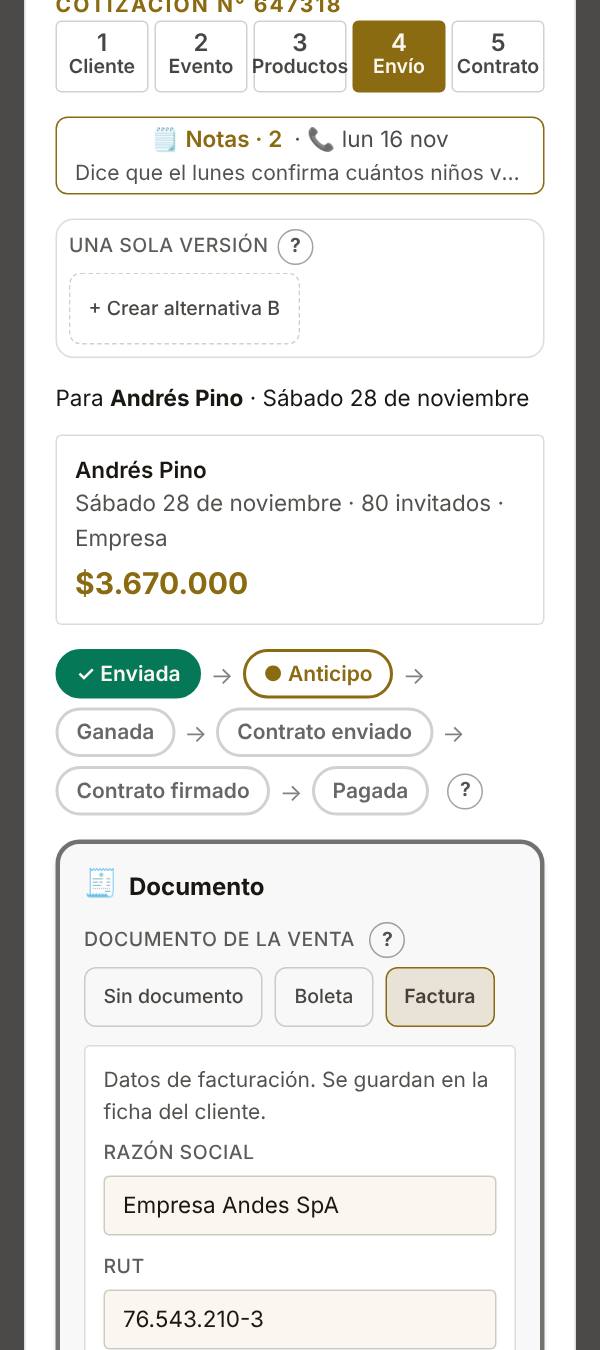 COTIZACIÓN N° 647318
1 2 3 4 5
Cliente Evento Productos Envío Contrato
🗒️ Notas · 2 · 📞 lun 16 nov
Dice que el lunes confirma cuántos niños v...
UNA SOLA VERSIÓN ?
+ Crear alternativa B
Para Andrés Pino · Sábado 28 de noviembre
Andrés Pino
Sábado 28 de noviembre · 80 invitados ·
Empresa
$3.670.000
✓ Enviada → ● Anticipo →
Ganada → Contrato enviado →
Contrato firmado → Pagada ?
🧾 Documento
DOCUMENTO DE LA VENTA ?
Sin documento Boleta Factura
Datos de facturación. Se guardan en la
ficha del cliente.
RAZÓN SOCIAL
Empresa Andes SpA
RUT
76.543.210-3